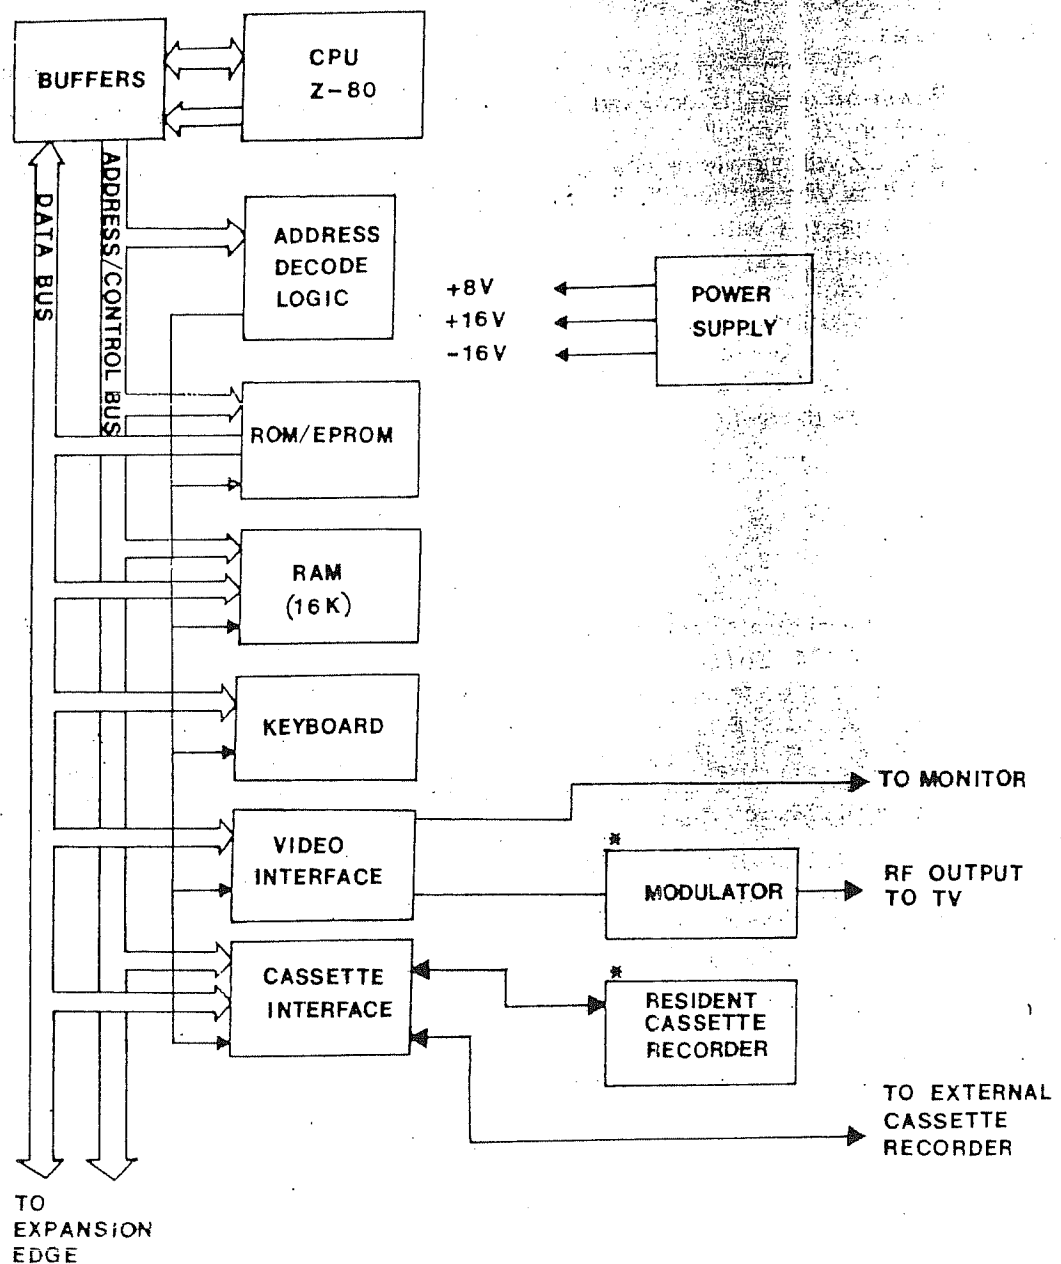 BUFFERS
CPU
Z-80
DATA BUS
ADDRESS/CONTROL BUS
ADDRESS
DECODE
LOGIC
+8V
+16V
-16V
POWER
SUPPLY
ROM/EPROM
RAM
(16K)
KEYBOARD
VIDEO
INTERFACE
TO MONITOR
*
MODULATOR
RF OUTPUT
TO TV
CASSETTE
INTERFACE
*
RESIDENT
CASSETTE
RECORDER
TO EXTERNAL
CASSETTE
RECORDER
TO
EXPANSION
EDGE